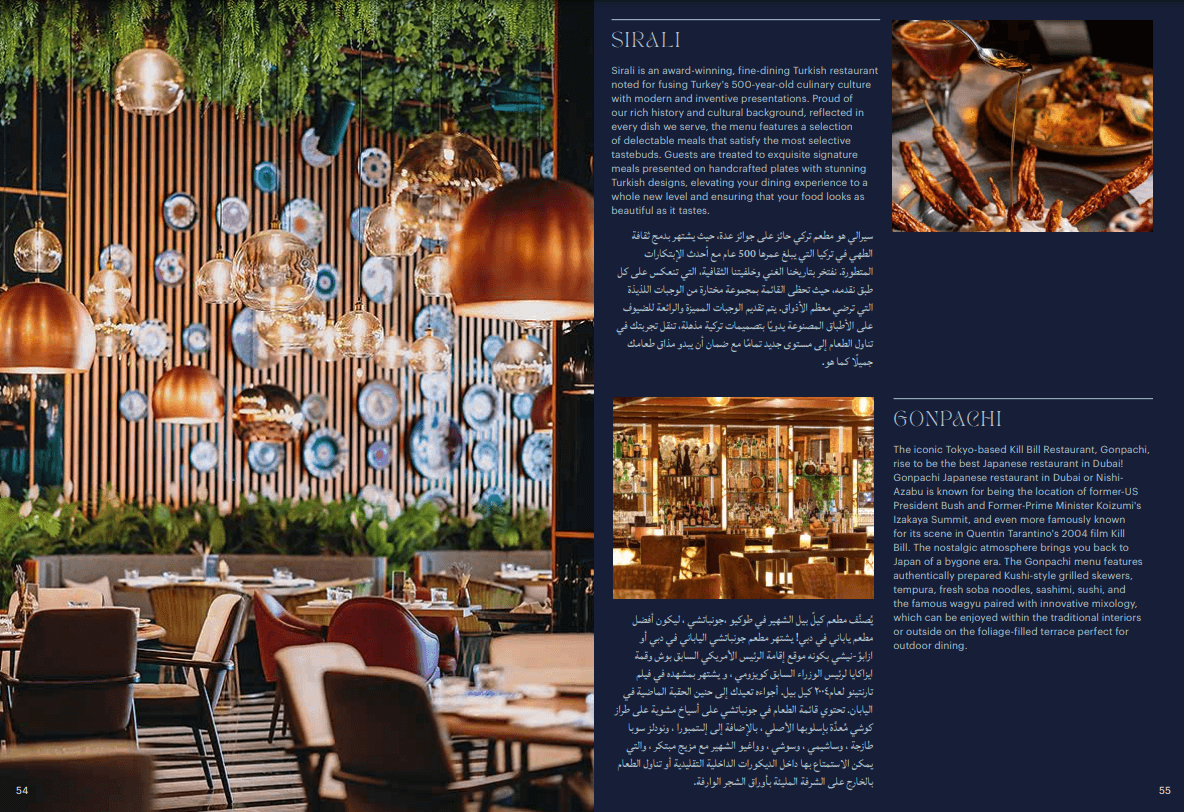 SIRALI
Sirali is an award-winning, fine-dining Turkish restaurant
noted for fusing Turkey's 500-year-old culinary culture
with modern and inventive presentations. Proud of
our rich history and cultural background, reflected in
every dish we serve, the menu features a selection
of delectable meals that satisfy the most selective
tastebuds. Guests are treated to exquisite signature
meals presented on handcrafted plates with stunning
Turkish designs, elevating your dining experience to a
whole new level and ensuring that your food looks as
beautiful as it tastes.
سيرالي هو مطعم تركي حائز على جوائز عدة، حيث يشتهر بدمج ثقافة
الطهي في تركيا التي يبلغ عمرها 500 عام مع أحدث الإبتكارات
المتطورة. نفتخر بتاريخنا الغني وخلفيتنا الثقافية، التي تنعكس على كل
طبق نقدمه، حيث تحظى القائمة بمجموعة مختارة من الوجبات اللذيذة
التي ترضي معظم الأذواق. يتم تقديم الوجبات المميزة والرائعة للضيوف
على الأطباق المصنوعة يدويًا بتصميمات تركية مذهلة، تنقل تجربتك في
تناول الطعام إلى مستوى جديد تمامًا مع ضمان أن يبدو مذاق طعامك
جميلًا كما هو.
GONPACHI
The iconic Tokyo-based Kill Bill Restaurant, Gonpachi,
rise to be the best Japanese restaurant in Dubai!
Gonpachi Japanese restaurant in Dubai or Nishi-
Azabu is known for being the location of former-US
President Bush and Former-Prime Minister Koizumi's
Izakaya Summit, and even more famously known
for its scene in Quentin Tarantino's 2004 film Kill
Bill. The nostalgic atmosphere brings you back to
Japan of a bygone era. The Gonpachi menu features
authentically prepared Kushi-style grilled skewers,
tempura, fresh soba noodles, sashimi, sushi, and
the famous wagyu paired with innovative mixology,
which can be enjoyed within the traditional interiors
or outside on the foliage-filled terrace perfect for
outdoor dining.
يُصنَّف مطعم كيلّ بيل الشهير في طوكيو ،جونباتشي ، ليكون أفضل
مطعم ياباني في دبي! يشتهر مطعم جونباتشي الياباني في دبي أو
ازابوْ -نيشي بكونه موقع إقامة الرئيس الأمريكي السابق بوش وقمة
ايزاكايا لرئيس الوزراء السابق كويزومي ، و يشتهر بمشهده في فيلم
تارنتينو لعام٢٠٠٤ كيل بيل. أجواءه تعيدك إلى حنين الحقبة الماضية في
اليابان. تحتوي قائمة الطعام في جونباتشي على أسياخ مشوية على طراز
كوشي مُعدَّة بإسلوبها الأصلي ، بالإضافة إلى التمبورا ، ونودلز سوبا
طازجة ، وساشيمي ، وسوشي ، وواغيو الشهير مع مزيج مبتكر ، والتي
يمكن الاستمتاع بها داخل الديكورات الداخلية التقليدية أو تناول الطعام
بالخارج على الشرفة المليئة بأوراق الشجر الوارفة.
54
55